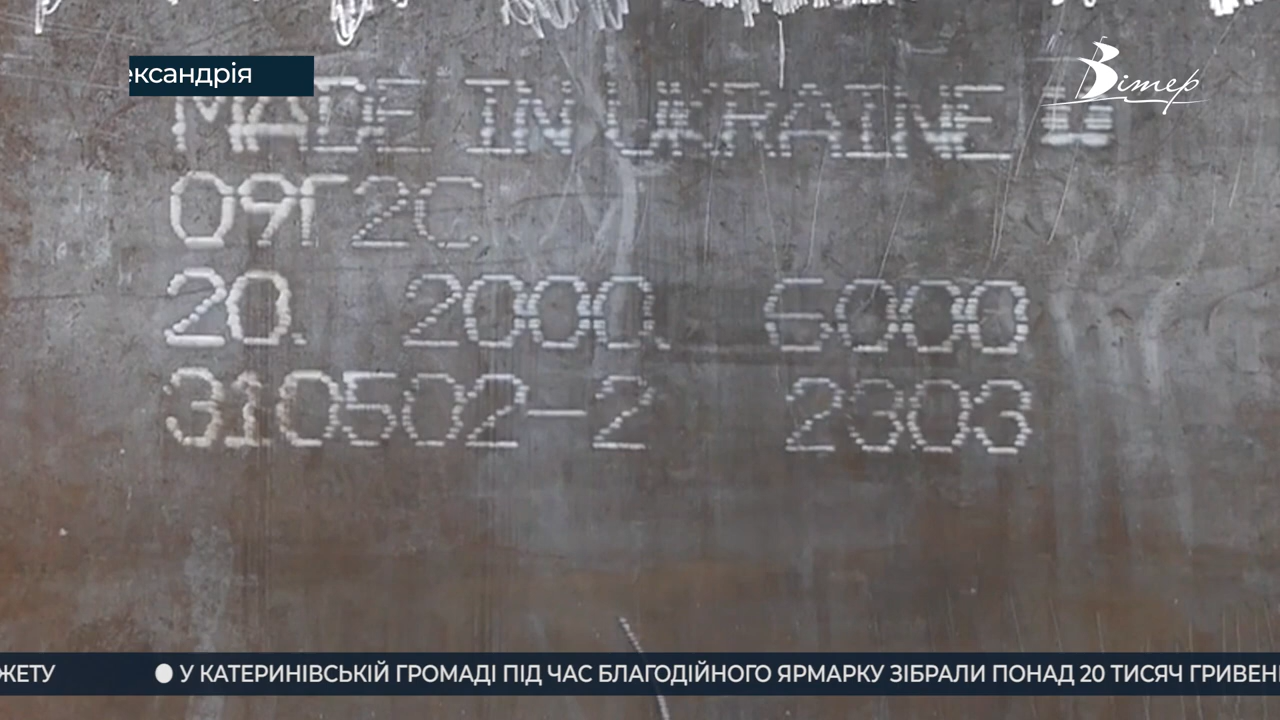 ександрія
Вітер
MADE IN UKRAINE
09Г2С
20. 2000. 6000
310502-2 2303
ЖЕТУ ● У КАТЕРИНІВСЬКІЙ ГРОМАДІ ПІД ЧАС БЛАГОДІЙНОГО ЯРМАРКУ ЗІБРАЛИ ПОНАД 20 ТИСЯЧ ГРИВЕНЬ